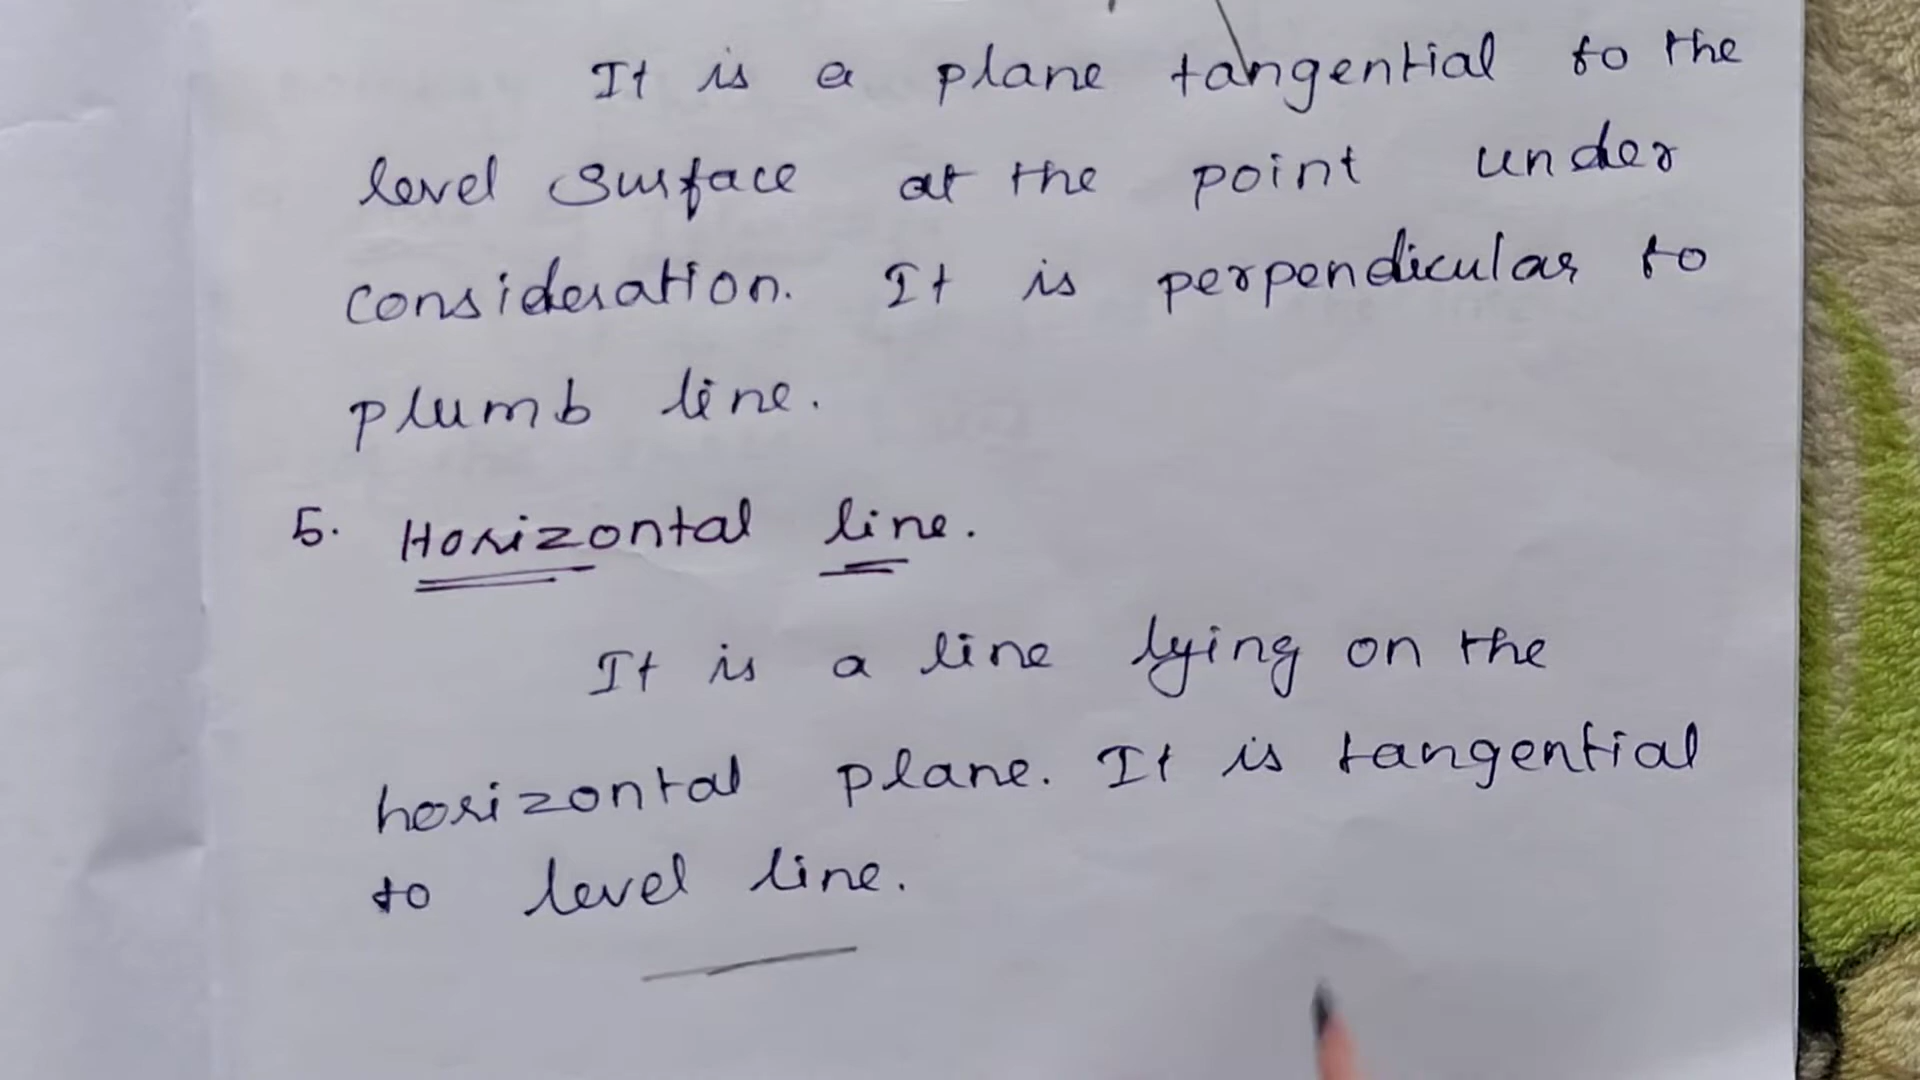 It is a plane tangential to the
level surface at the point under
consideration. It is perpendicular to
plumb line.
5. Horizontal line.
It is a line lying on the
horizontal plane. It is tangential
to level line.